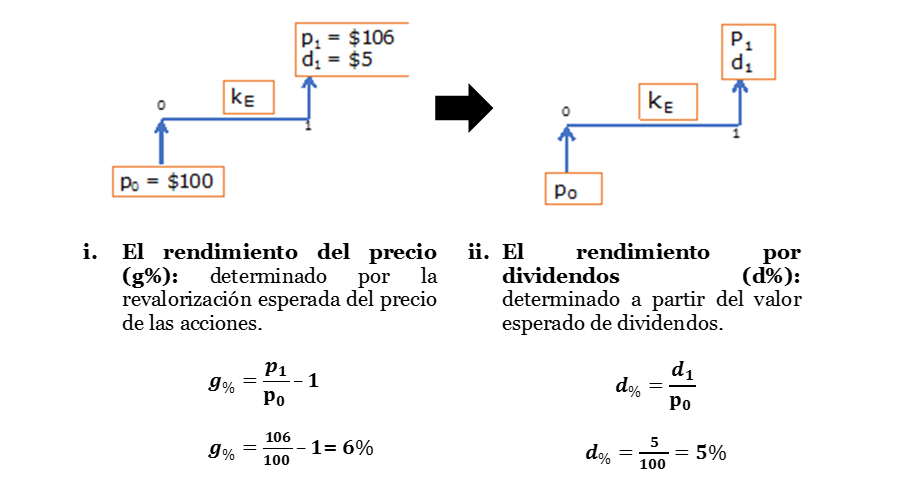 p₁ = $106
d₁ = $5
k_E
0
1
p₀ = $100
P₁
d₁
k_E
0
1
p₀
i. El rendimiento del precio
(g%): determinado por la
revalorización esperada del precio
de las acciones.
g% = p₁/p₀ – 1
g% = 106/100 – 1= 6%
ii. El rendimiento por
dividendos (d%):
determinado a partir del valor
esperado de dividendos.
d% = d₁/p₀
d% = 5/100 = 5%